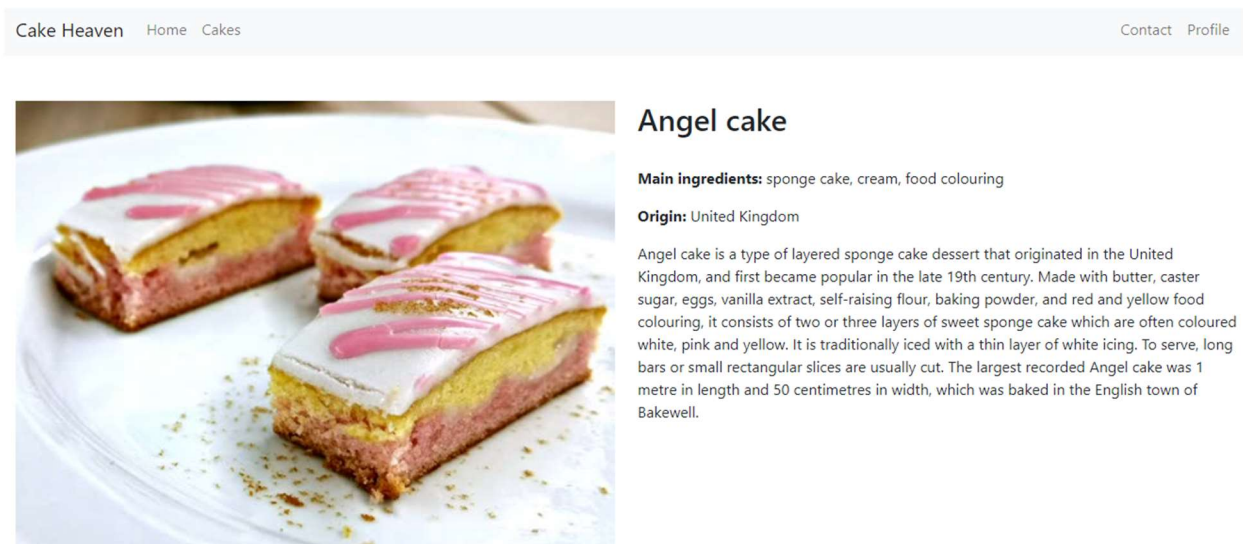 Cake Heaven Home Cakes Contact Profile
Angel cake
Main ingredients: sponge cake, cream, food colouring
Origin: United Kingdom
Angel cake is a type of layered sponge cake dessert that originated in the United
Kingdom, and first became popular in the late 19th century. Made with butter, caster
sugar, eggs, vanilla extract, self-raising flour, baking powder, and red and yellow food
colouring, it consists of two or three layers of sweet sponge cake which are often coloured
white, pink and yellow. It is traditionally iced with a thin layer of white icing. To serve, long
bars or small rectangular slices are usually cut. The largest recorded Angel cake was 1
metre in length and 50 centimetres in width, which was baked in the English town of
Bakewell.